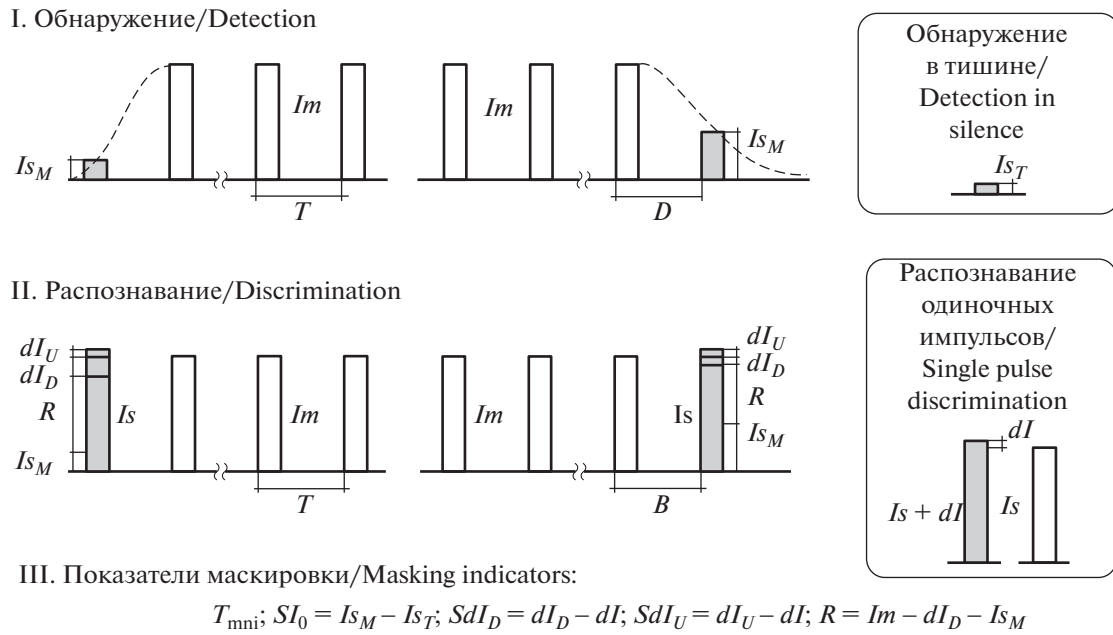 I. Обнаружение/Detection
Обнаружение
в тишине/
Detection in
silence
Is_T
Im
Im
Is_M
Is_M
T
D
II. Распознавание/Discrimination
Распознавание
одиночных
импульсов/
Single pulse
discrimination
dI
Is + dI
Is
dI_U
dI_D
R
Is
Is_M
Im
T
Im
Is
B
dI_U
dI_D
R
Is_M
III. Показатели маскировки/Masking indicators:
T_mni; SI_0 = Is_M – Is_T; SdI_D = dI_D – dI; SdI_U = dI_U – dI; R = Im – dI_D – Is_M